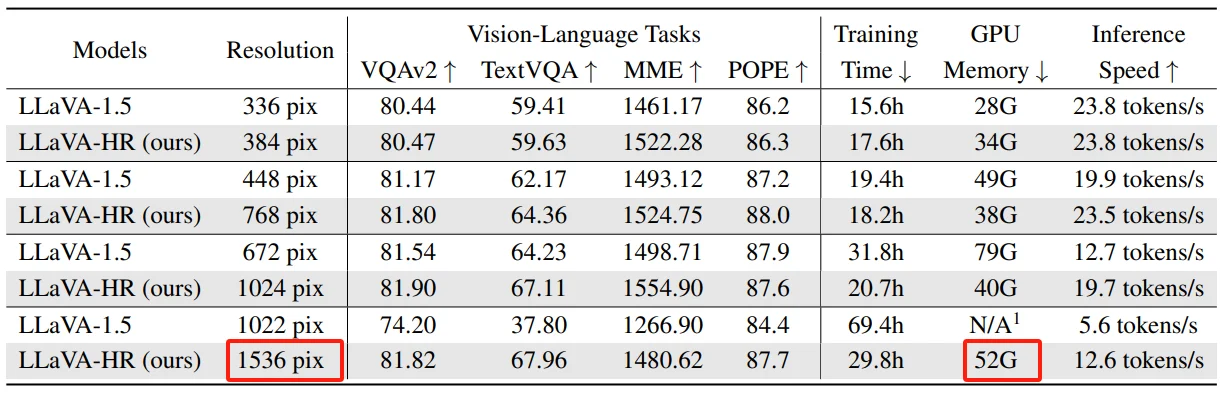 Models Resolution Vision-Language Tasks Training GPU Inference
VQAv2 ↑ TextVQA ↑ MME ↑ POPE ↑ Time ↓ Memory ↓ Speed ↑
LLaVA-1.5 336 pix 80.44 59.41 1461.17 86.2 15.6h 28G 23.8 tokens/s
LLaVA-HR (ours) 384 pix 80.47 59.63 1522.28 86.3 17.6h 34G 23.8 tokens/s
LLaVA-1.5 448 pix 81.17 62.17 1493.12 87.2 19.4h 49G 19.9 tokens/s
LLaVA-HR (ours) 768 pix 81.80 64.36 1524.75 88.0 18.2h 38G 23.5 tokens/s
LLaVA-1.5 672 pix 81.54 64.23 1498.71 87.9 31.8h 79G 12.7 tokens/s
LLaVA-HR (ours) 1024 pix 81.90 67.11 1554.90 87.6 20.7h 40G 19.7 tokens/s
LLaVA-1.5 1022 pix 74.20 37.80 1266.90 84.4 69.4h N/A¹ 5.6 tokens/s
LLaVA-HR (ours) 1536 pix 81.82 67.96 1480.62 87.7 29.8h 52G 12.6 tokens/s